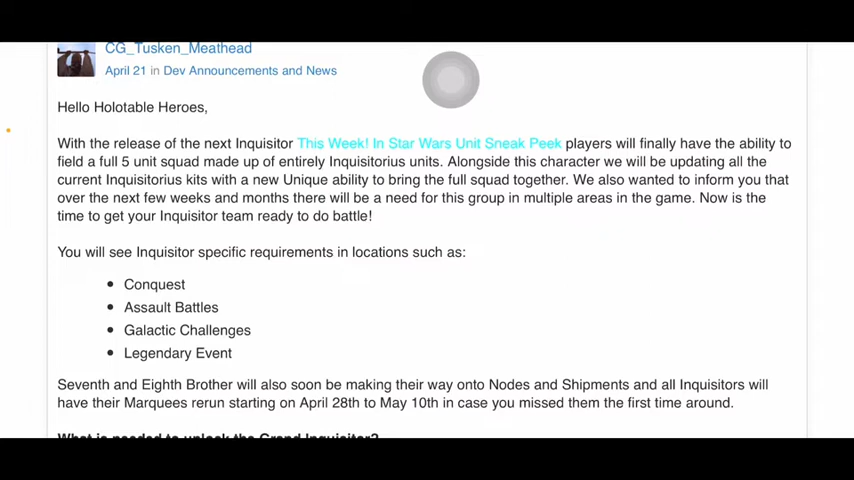 CG_Tusken_Meathead
April 21 in Dev Announcements and News
Hello Holotable Heroes,
With the release of the next Inquisitor This Week! In Star Wars Unit Sneak Peek players will finally have the ability to
field a full 5 unit squad made up of entirely Inquisitorius units. Alongside this character we will be updating all the
current Inquisitorius kits with a new Unique ability to bring the full squad together. We also wanted to inform you that
over the next few weeks and months there will be a need for this group in multiple areas in the game. Now is the
time to get your Inquisitor team ready to do battle!
You will see Inquisitor specific requirements in locations such as:
Conquest
Assault Battles
Galactic Challenges
Legendary Event
Seventh and Eighth Brother will also soon be making their way onto Nodes and Shipments and all Inquisitors will
have their Marquees rerun starting on April 28th to May 10th in case you missed them the first time around.
What is needed to unlock the Grand Inquisitor?